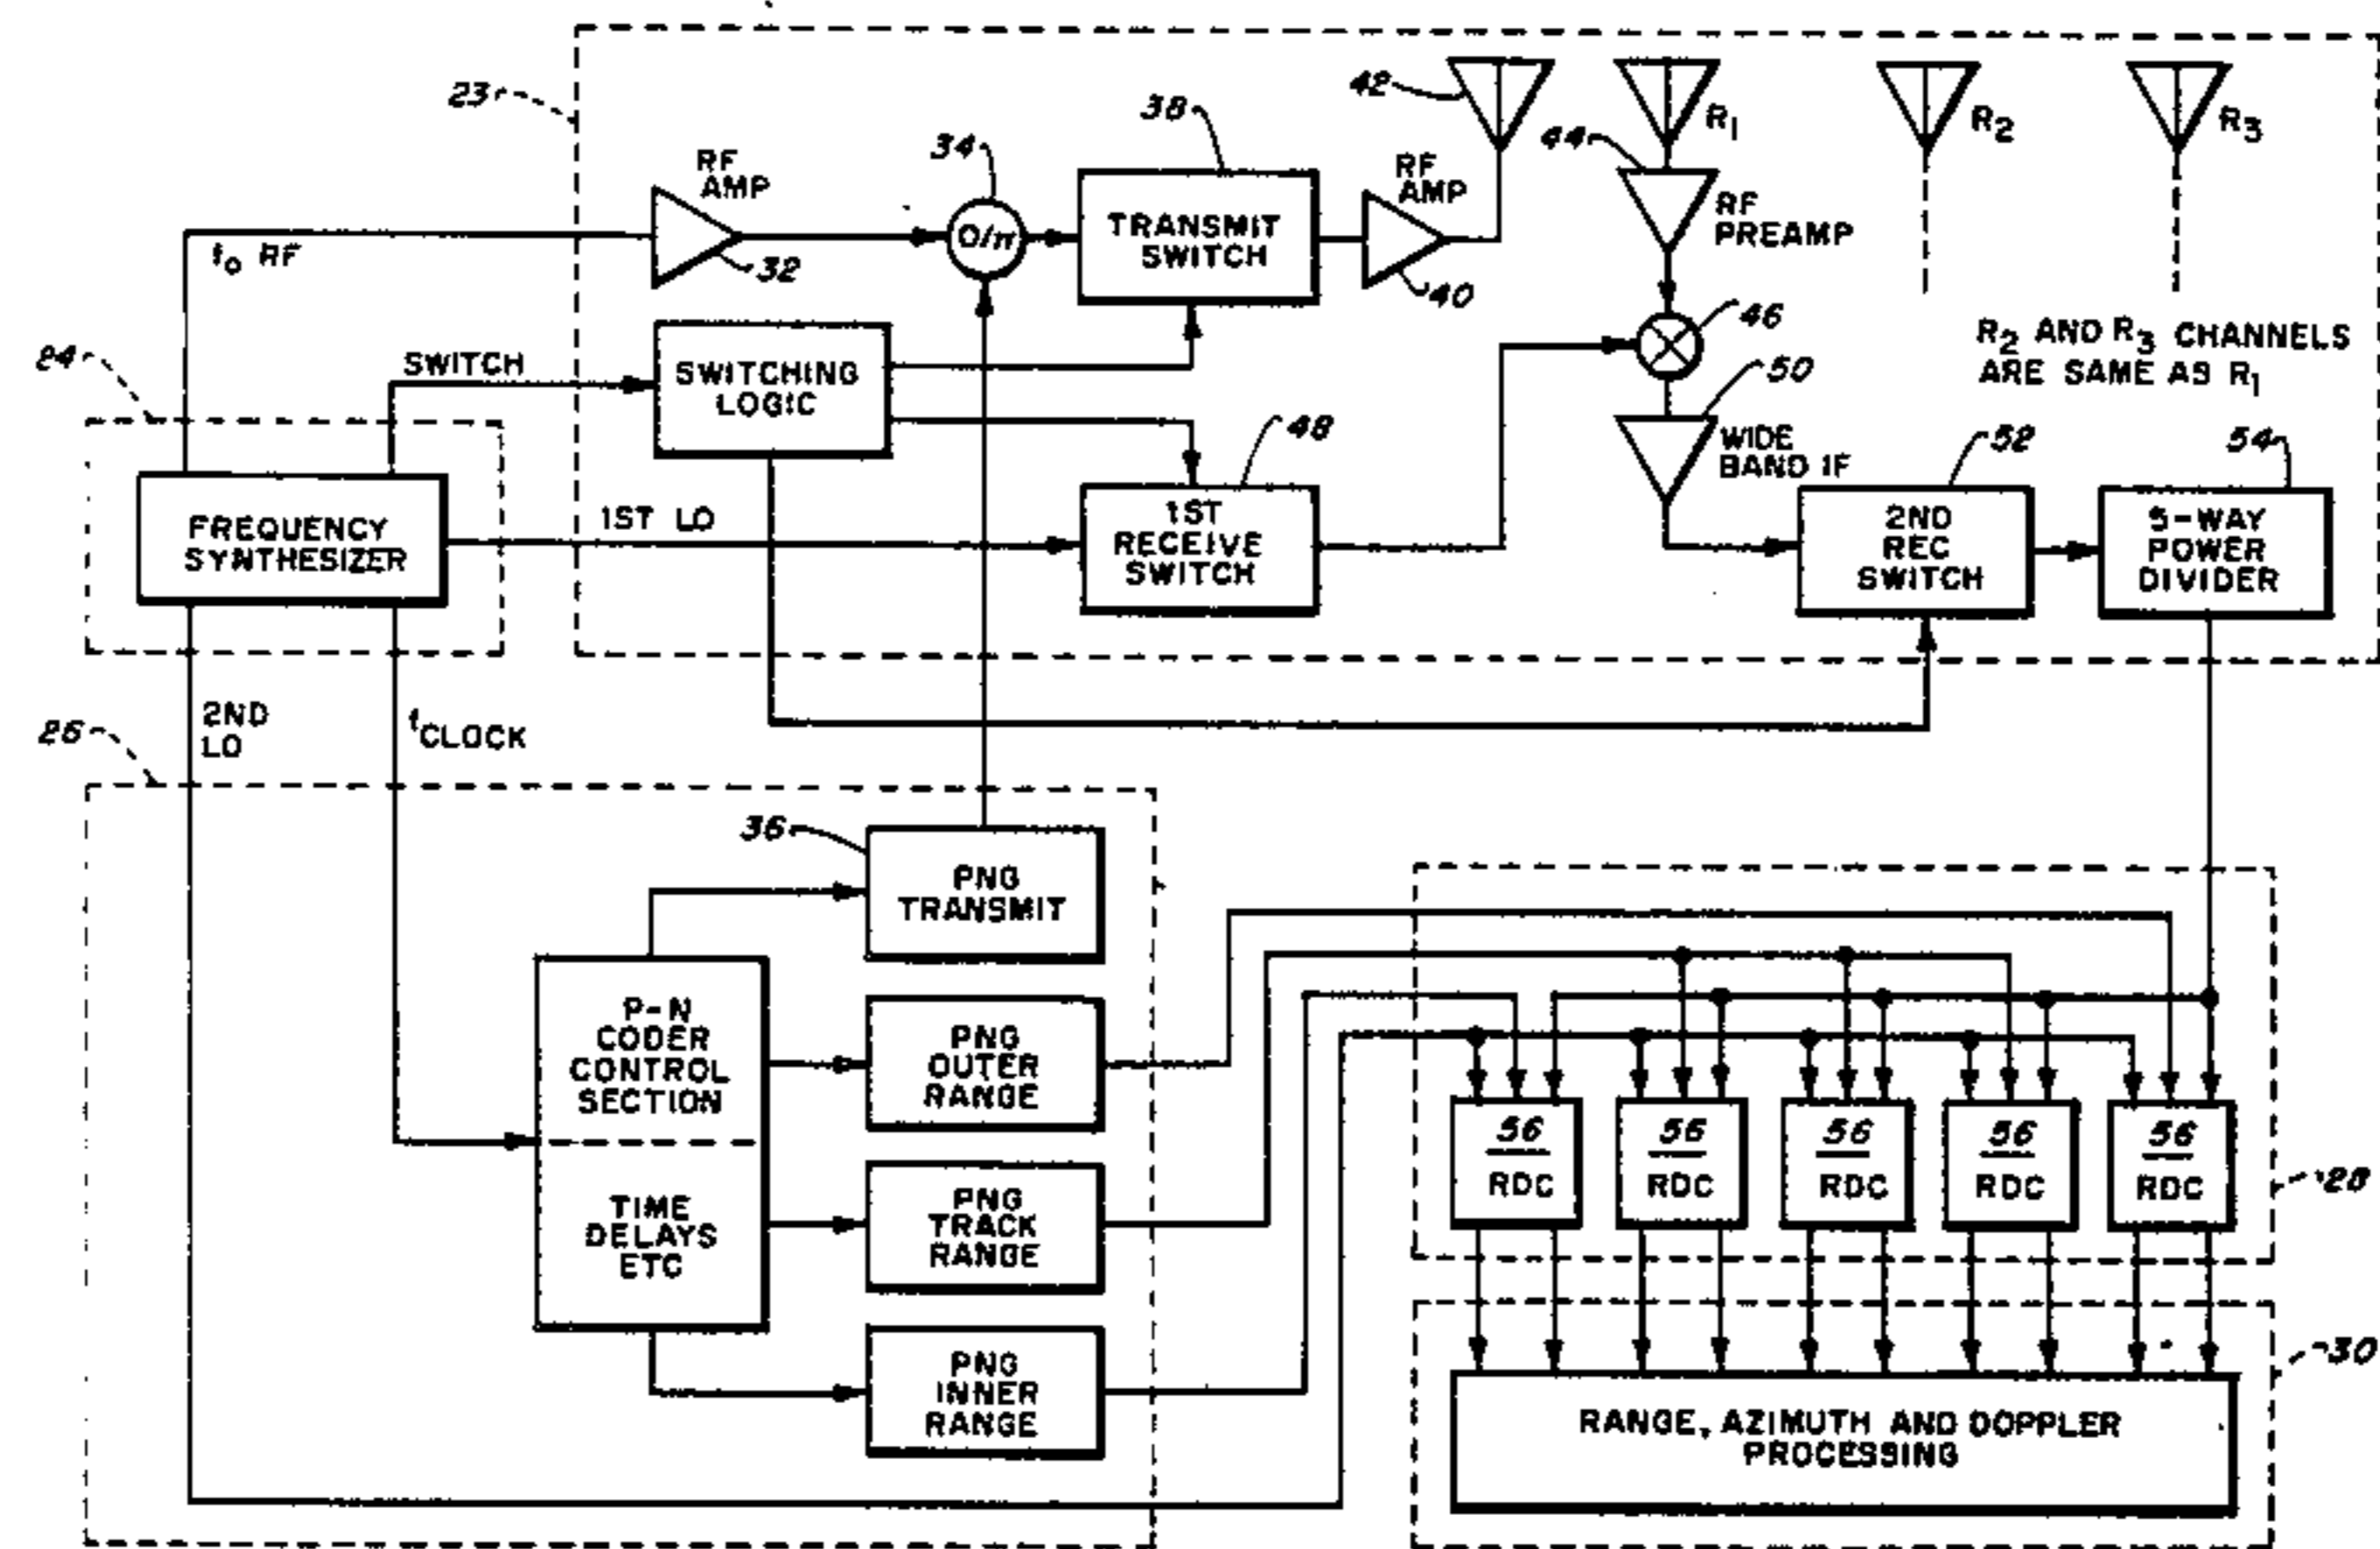 23
RF
AMP
32
34
O/π
38
TRANSMIT
SWITCH
RF
AMP
40
42
R1
44
RF
PREAMP
46
R2
R3
R2 AND R3 CHANNELS
ARE SAME AS R1
fo RF
24
SWITCH
SWITCHING
LOGIC
FREQUENCY
SYNTHESIZER
1ST LO
48
1ST
RECEIVE
SWITCH
50
WIDE
BAND IF
52
2ND
REC
SWITCH
54
5-WAY
POWER
DIVIDER
26
2ND
LO
fCLOCK
36
PNG
TRANSMIT
P-N
CODER
CONTROL
SECTION
TIME
DELAYS
ETC
PNG
OUTER
RANGE
PNG
TRACK
RANGE
PNG
INNER
RANGE
56
RDC
56
RDC
56
RDC
56
RDC
56
RDC
28
30
RANGE, AZIMUTH AND DOPPLER
PROCESSING